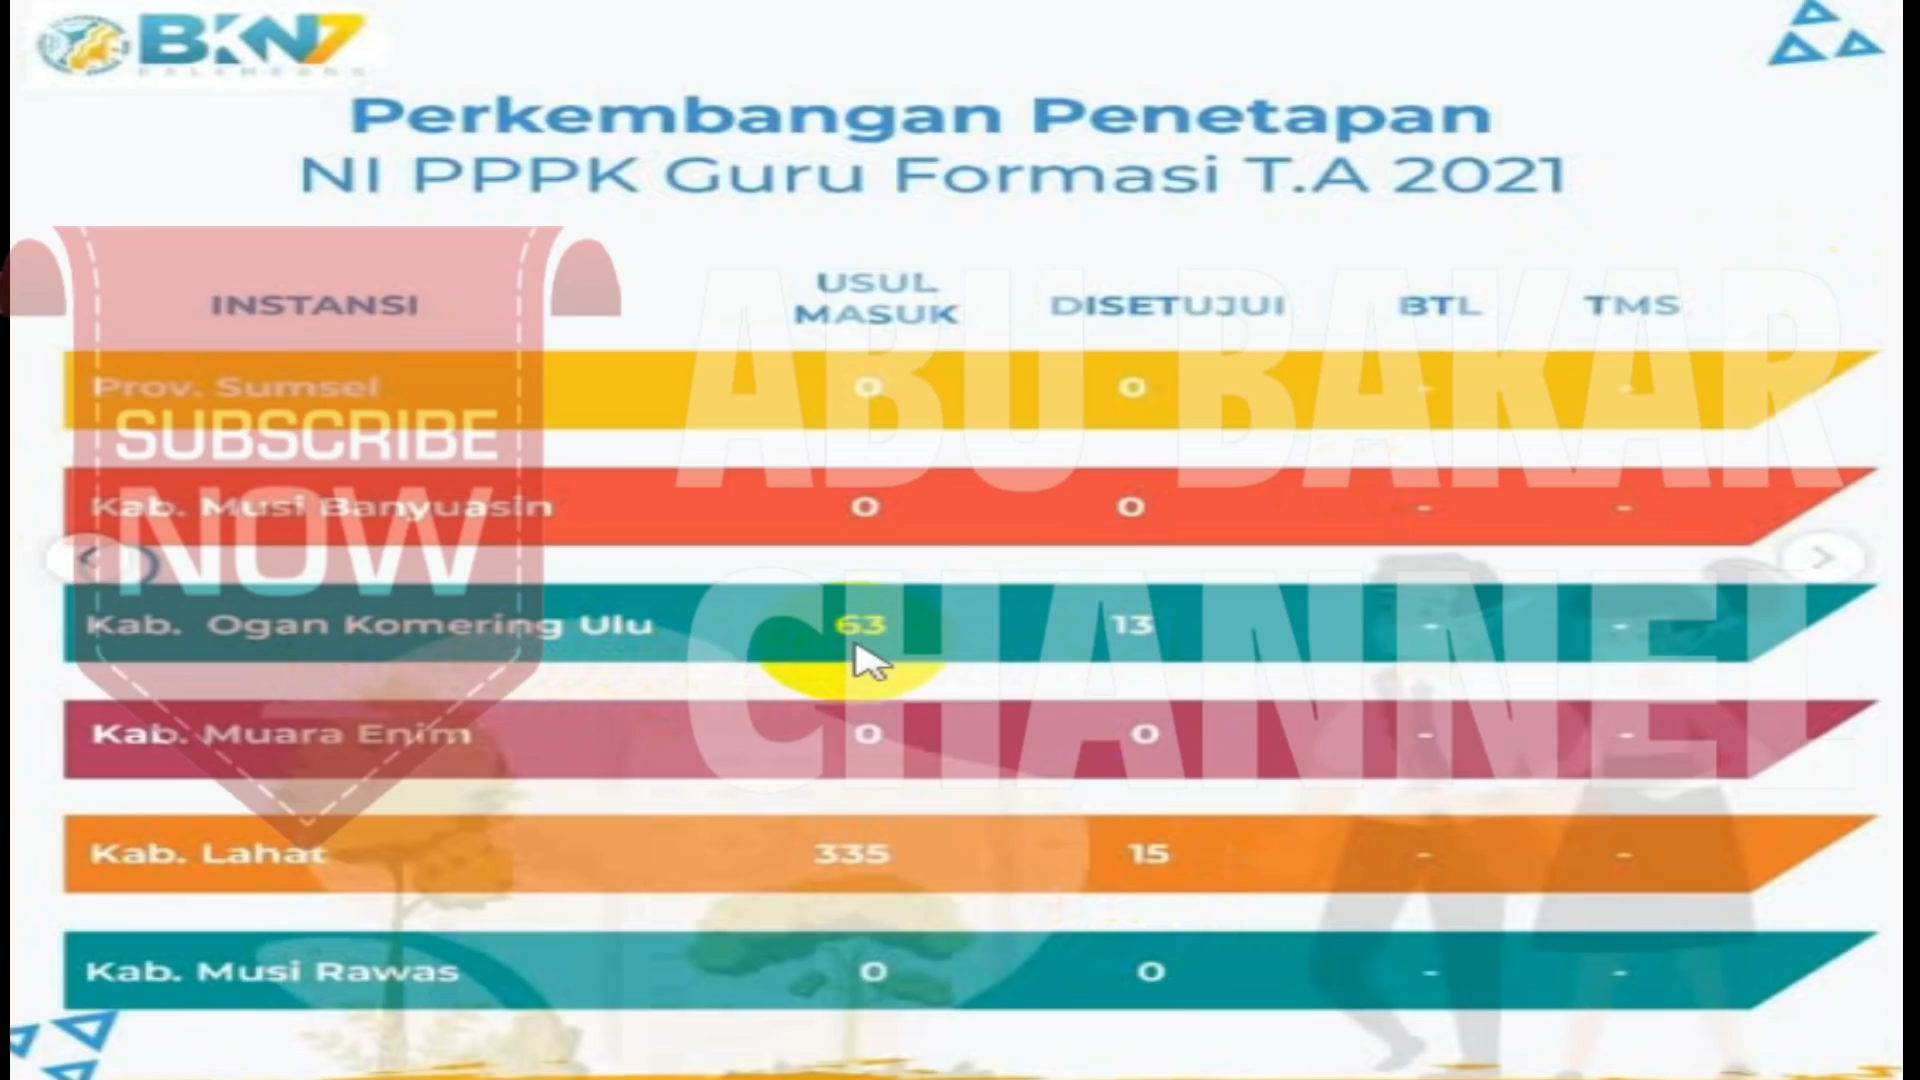 BKN7
PALEMBANG
Perkembangan Penetapan
NI PPPK Guru Formasi T.A 2021
INSTANSI USUL MASUK DISETUJUI BTL TMS
Prov. Sumsel 0 0 - -
Kab. Musi Banyuasin 0 0 - -
Kab. Ogan Komering Ulu 63 13 - -
Kab. Muara Enim 0 0 - -
Kab. Lahat 335 15 - -
Kab. Musi Rawas 0 0 - -
SUBSCRIBE
NOW
ABU BAKAR
CHANNEL